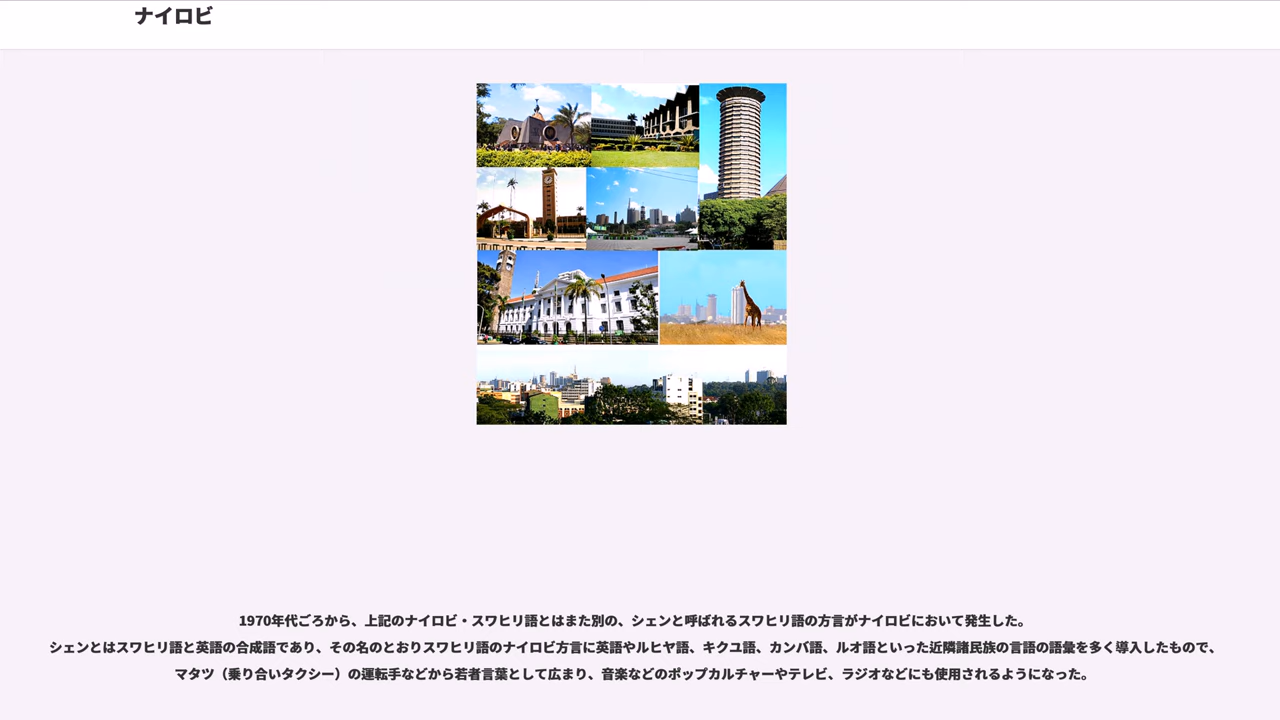 ナイロビ
1970年代ごろから、上記のナイロビ・スワヒリ語とはまた別の、シェンと呼ばれるスワヒリ語の方言がナイロビにおいて発生した。
シェンとはスワヒリ語と英語の合成語であり、その名のとおりスワヒリ語のナイロビ方言に英語やルヒヤ語、キクユ語、カンバ語、ルオ語といった近隣諸民族の言語の語彙を多く導入したもので、
マタツ（乗り合いタクシー）の運転手などから若者言葉として広まり、音楽などのポップカルチャーやテレビ、ラジオなどにも使用されるようになった。